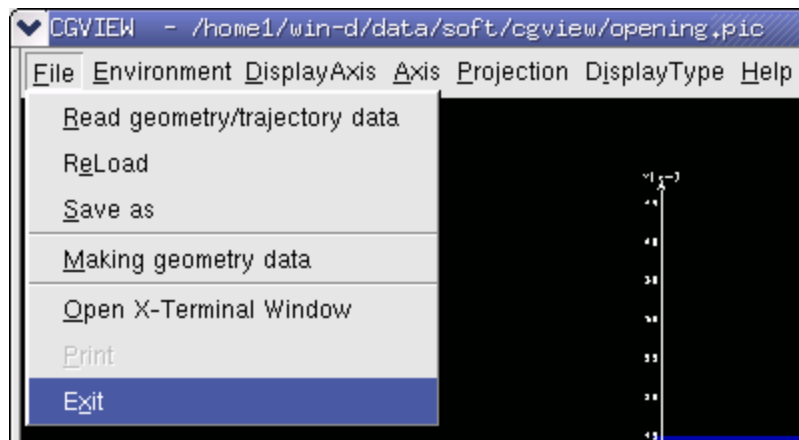 CGVIEW - /home1/win-d/data/soft/cgview/opening.pic
File Environment DisplayAxis Axis Projection DisplayType Help
Read geometry/trajectory data
ReLoad
Save as
Making geometry data
Open X-Terminal Window
Print
Exit